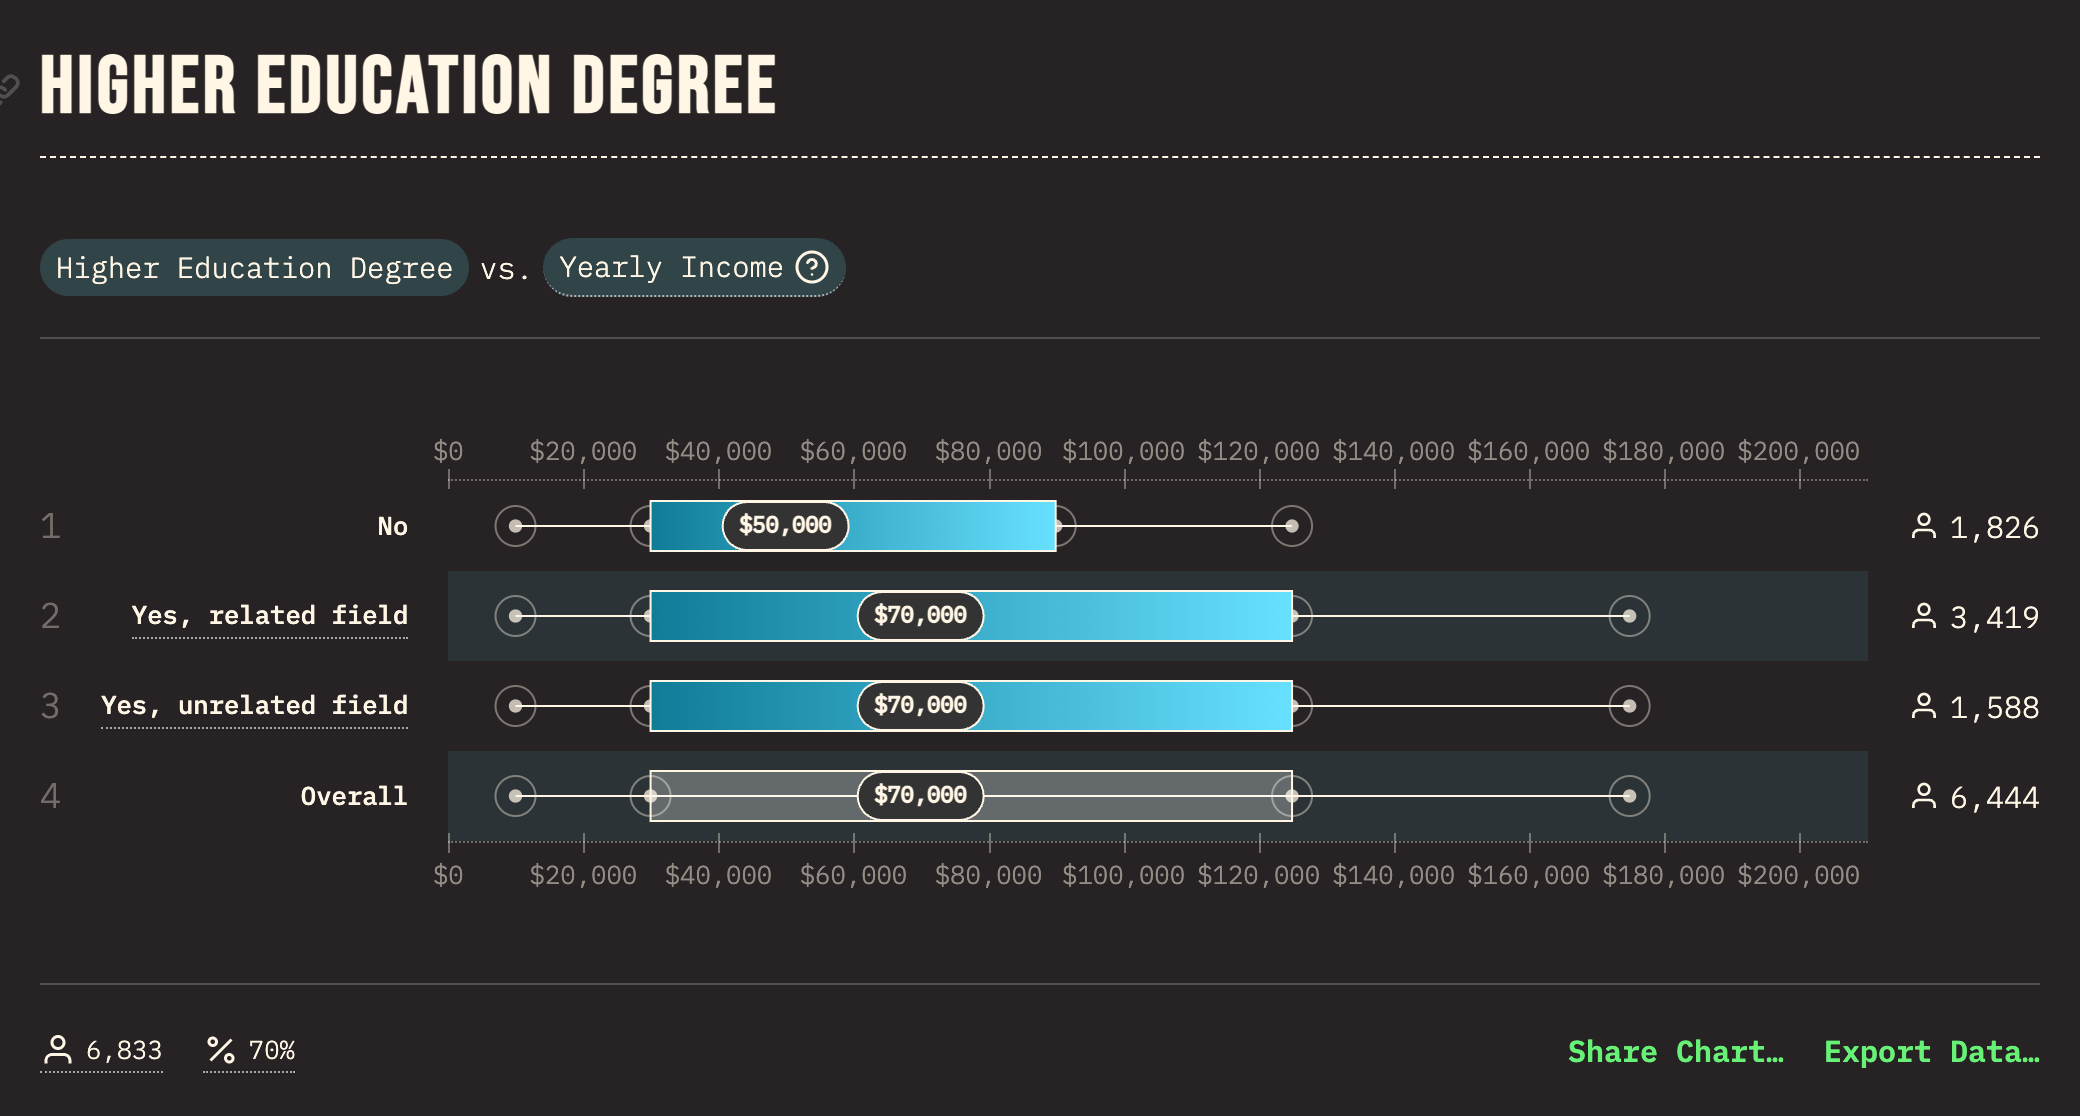 HIGHER EDUCATION DEGREE
Higher Education Degree vs. Yearly Income
$0 $20,000 $40,000 $60,000 $80,000 $100,000 $120,000 $140,000 $160,000 $180,000 $200,000
1 No $50,000 1,826
2 Yes, related field $70,000 3,419
3 Yes, unrelated field $70,000 1,588
4 Overall $70,000 6,444
$0 $20,000 $40,000 $60,000 $80,000 $100,000 $120,000 $140,000 $160,000 $180,000 $200,000
6,833 70% Share Chart… Export Data…